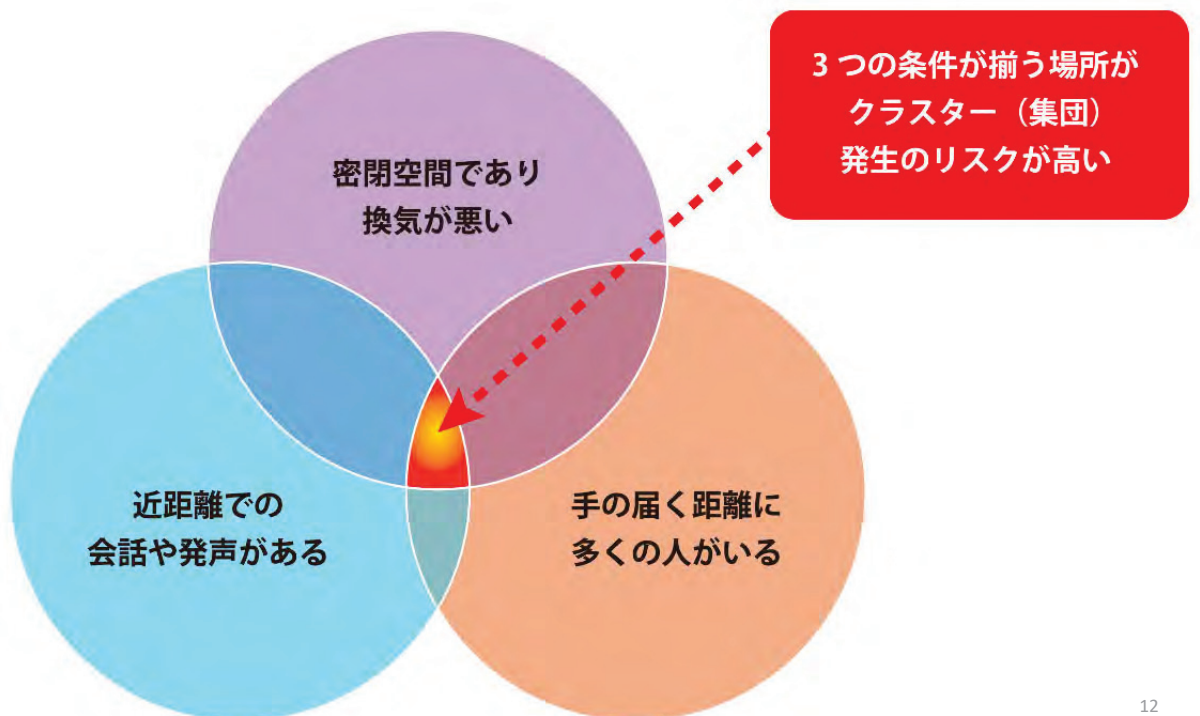 3つの条件が揃う場所が
クラスター（集団）
発生のリスクが高い
密閉空間であり
換気が悪い
近距離での
会話や発声がある
手の届く距離に
多くの人がいる
12